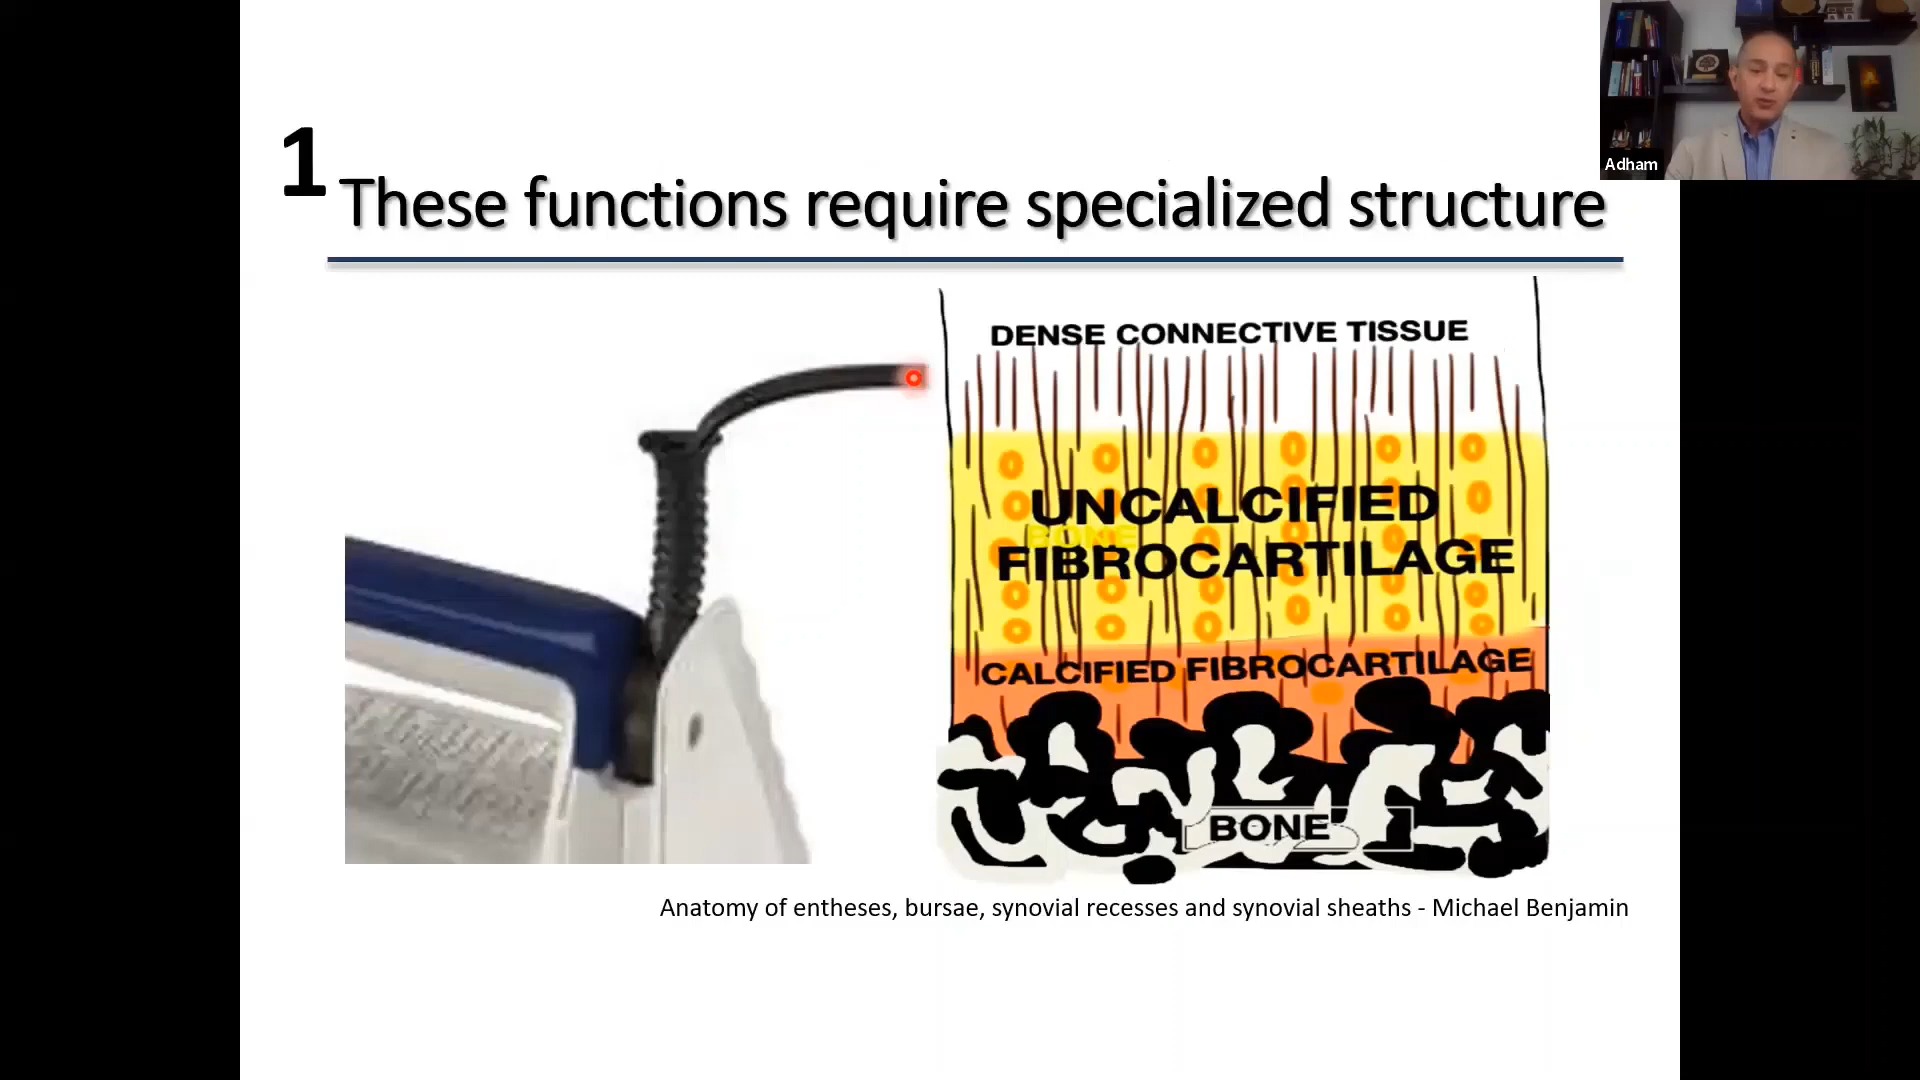 Adham
1
These functions require specialized structure
DENSE CONNECTIVE TISSUE
UNCALCIFIED
BONE
FIBROCARTILAGE
CALCIFIED FIBROCARTILAGE
BONE
Anatomy of entheses, bursae, synovial recesses and synovial sheaths - Michael Benjamin